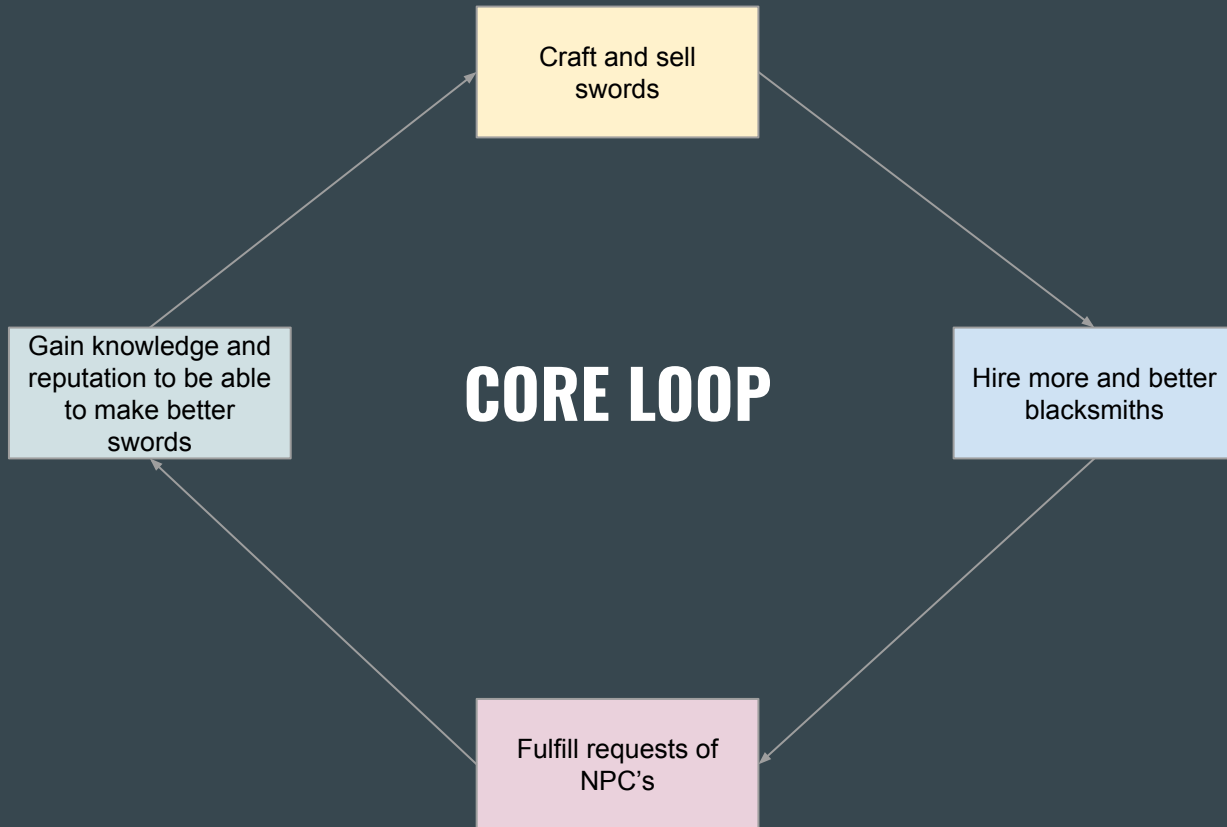 Craft and sell
swords
Gain knowledge and
reputation to be able
to make better
swords
CORE LOOP
Hire more and better
blacksmiths
Fulfill requests of
NPC's